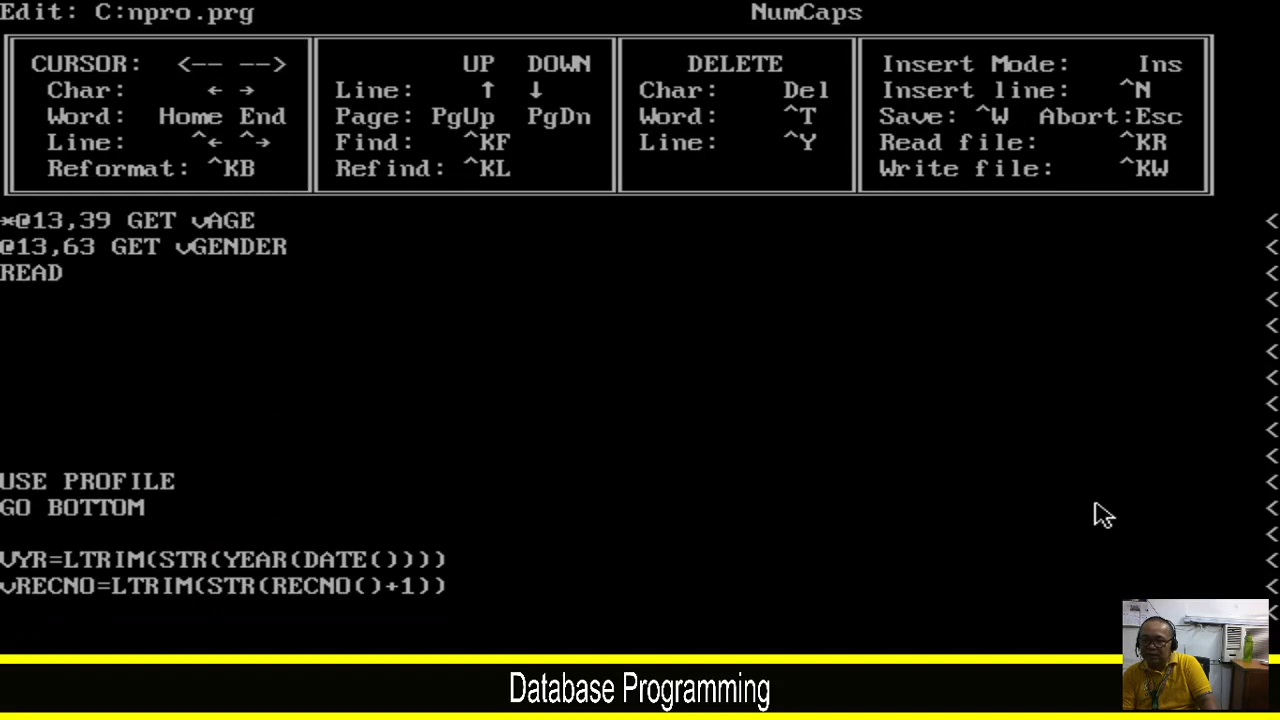 Edit: C:npro.prg NumCaps
CURSOR: <-- --> UP DOWN DELETE Insert Mode: Ins
Char: ← → Line: ↑ ↓ Char: Del Insert line: ^N
Word: Home End Page: PgUp PgDn Word: ^T Save: ^W Abort:Esc
Line: ^← ^→ Find: ^KF Line: ^Y Read file: ^KR
Reformat: ^KB Refind: ^KL Write file: ^KW
*@13,39 GET vAGE <
@13,63 GET vGENDER <
READ <
<
<
<
<
<
<
<
USE PROFILE <
GO BOTTOM <
<
VYR=LTRIM(STR(YEAR(DATE()))) <
vRECNO=LTRIM(STR(RECNO()+1)) <
<
Database Programming